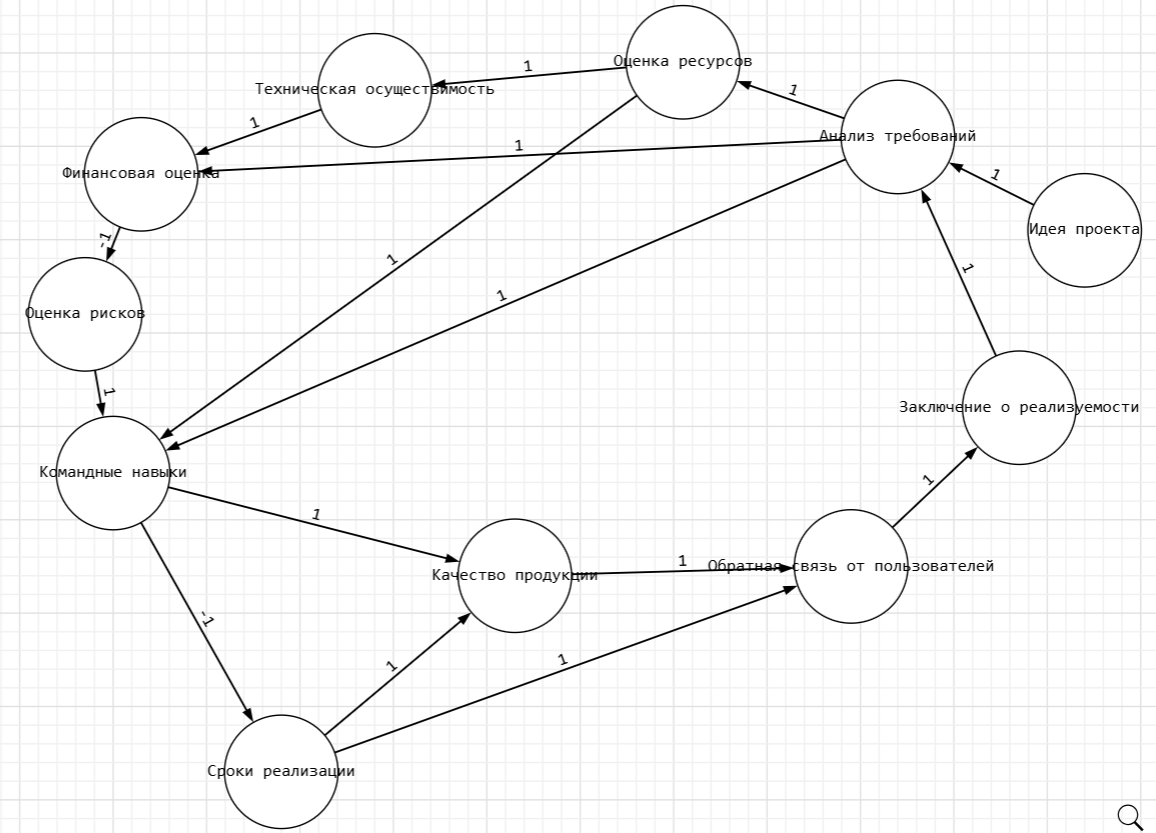 Оценка ресурсов
1
Техническая осуществимость
1
1
Анализ требований
1
1
Финансовая оценка
1
Идея проекта
-1
1
1
1
Оценка рисков
1
Заключение о реализуемости
Командные навыки
1
1
1
Обратная связь от пользователей
Качество продукции
-1
1
1
Сроки реализации